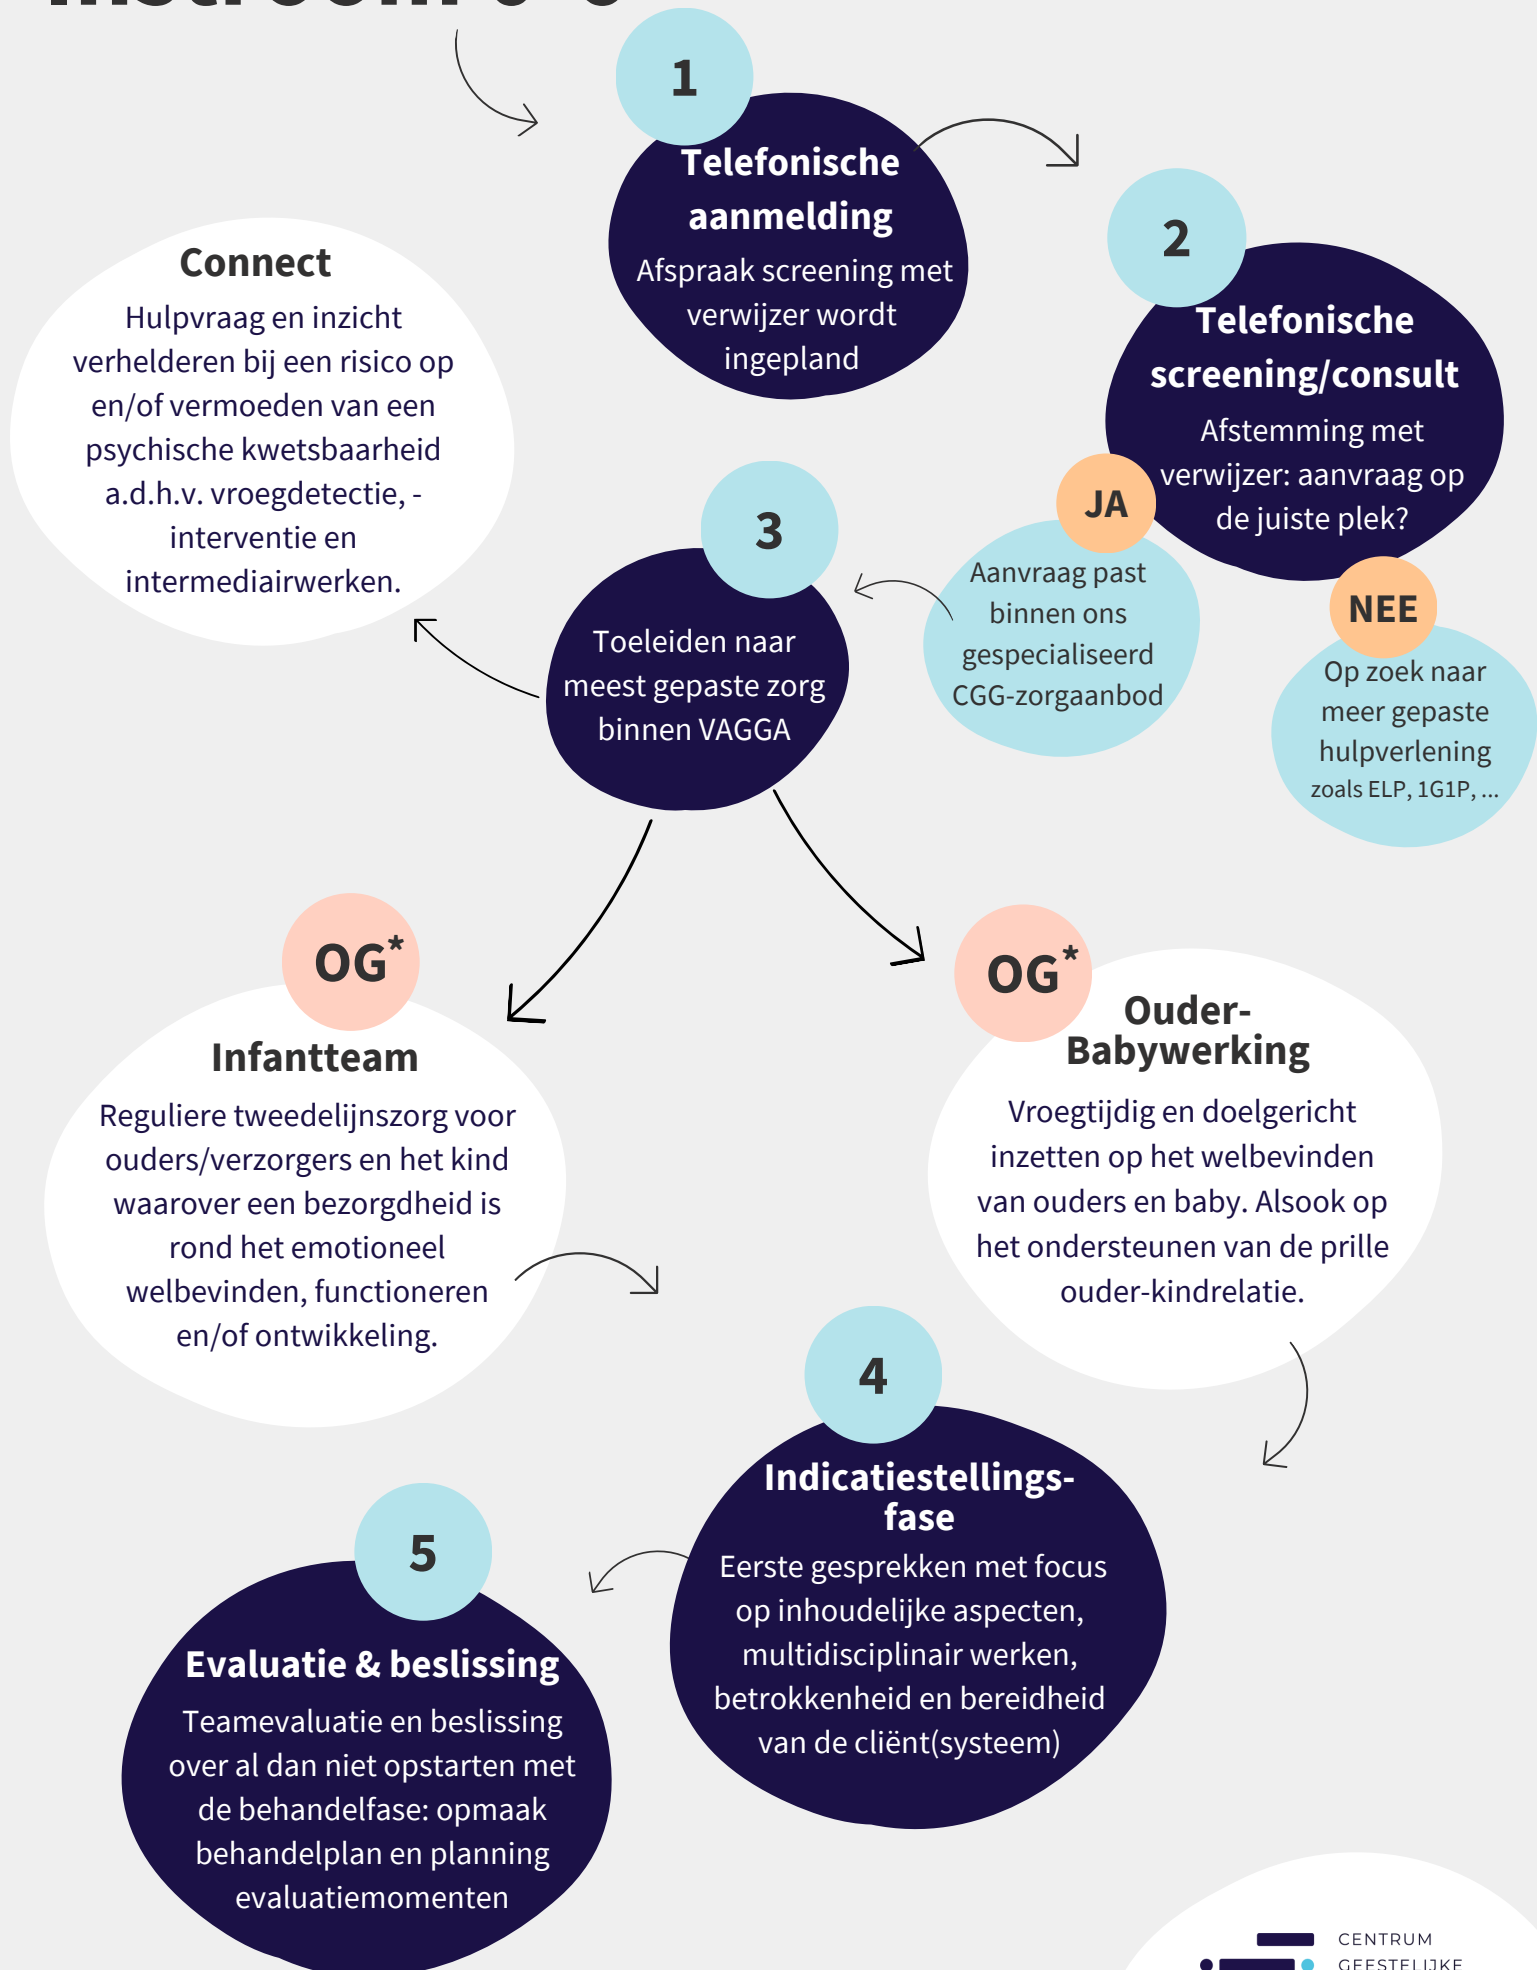 1
Telefonische
aanmelding
Afspraak screening met
verwijzer wordt
ingepland
2
Telefonische
screening/consult
Afstemming met
verwijzer: aanvraag op
de juiste plek?
JA
Aanvraag past
binnen ons
gespecialiseerd
CGG-zorgaanbod
NEE
Op zoek naar
meer gepaste
hulpverlening
zoals ELP, 1G1P, ...
3
Toeleiden naar
meest gepaste zorg
binnen VAGGA
Connect
Hulpvraag en inzicht
verhelderen bij een risico op
en/of vermoeden van een
psychische kwetsbaarheid
a.d.h.v. vroegdetectie, -
interventie en
intermediairwerken.
OG*
Infantteam
Reguliere tweedelijnszorg voor
ouders/verzorgers en het kind
waarover een bezorgdheid is
rond het emotioneel
welbevinden, functioneren
en/of ontwikkeling.
OG*
Ouder-
Babywerking
Vroegtijdig en doelgericht
inzetten op het welbevinden
van ouders en baby. Alsook op
het ondersteunen van de prille
ouder-kindrelatie.
4
Indicatiestellings-
fase
Eerste gesprekken met focus
op inhoudelijke aspecten,
multidisciplinair werken,
betrokkenheid en bereidheid
van de cliënt(systeem)
5
Evaluatie & beslissing
Teamevaluatie en beslissing
over al dan niet opstarten met
de behandelfase: opmaak
behandelplan en planning
evaluatiemomenten
CENTRUM
GEESTELIJKE